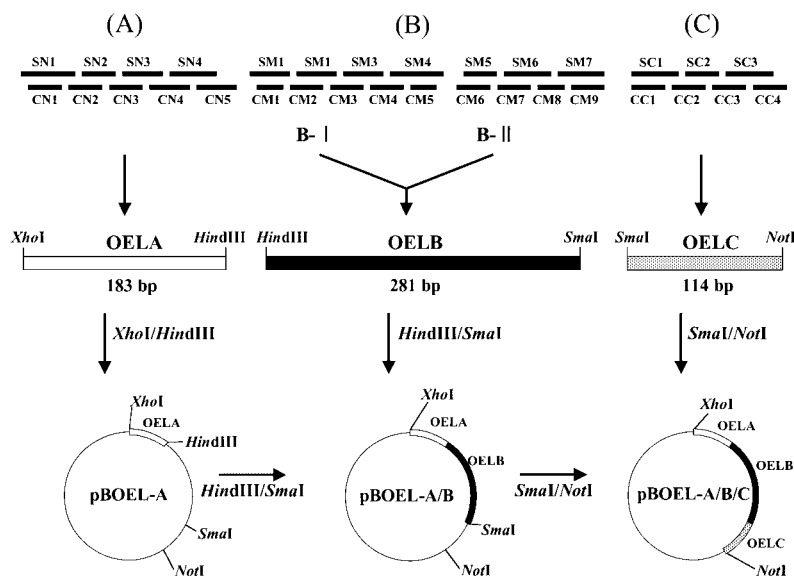 (A) (B) (C)
SN1 SN2 SN3 SN4 SM1 SM1 SM3 SM4 SM5 SM6 SM7 SC1 SC2 SC3
CN1 CN2 CN3 CN4 CN5 CM1 CM2 CM3 CM4 CM5 CM6 CM7 CM8 CM9 CC1 CC2 CC3 CC4
B- I B- II
XhoI OELA HindIII HindIII OELB SmaI SmaI OELC NotI
183 bp 281 bp 114 bp
XhoI/HindIII HindIII/SmaI SmaI/NotI
XhoI XhoI XhoI
OELA OELA OELA
HindIII OELB OELB
pBOEL-A HindIII/SmaI pBOEL-A/B SmaI/NotI pBOEL-A/B/C
SmaI SmaI OELC
NotI NotI NotI